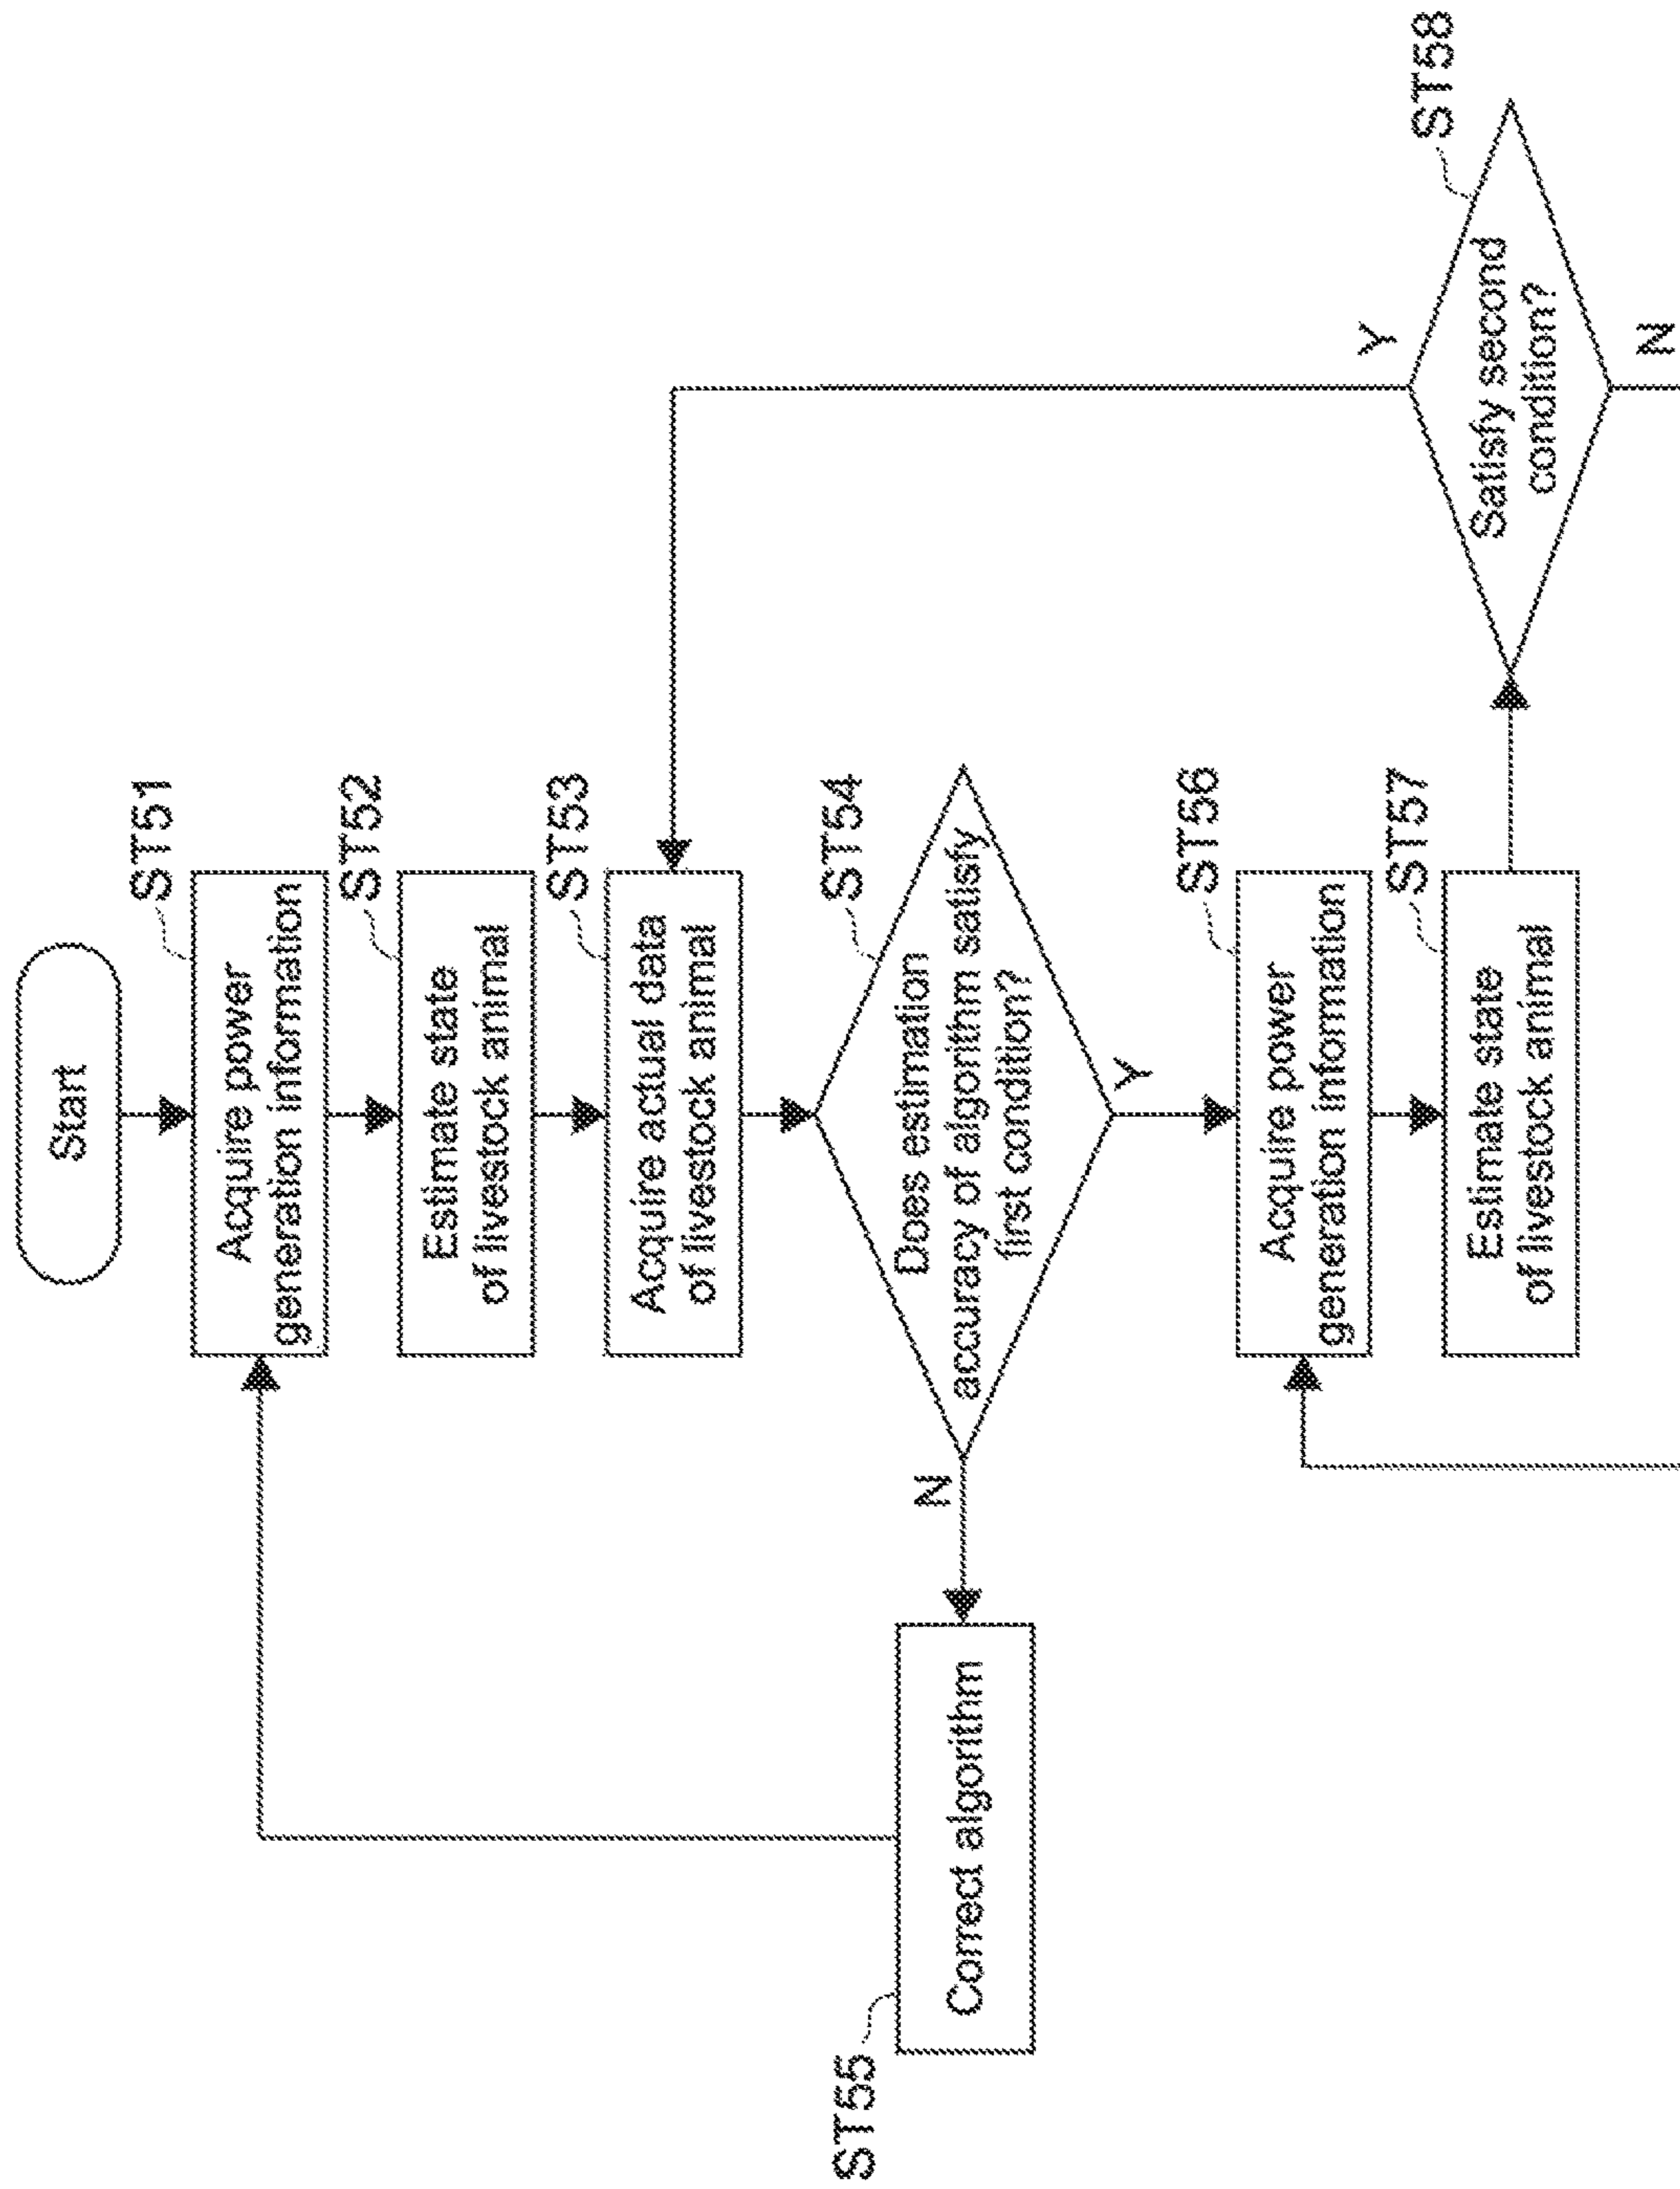 Start
ST51
Acquire power
generation information
ST52
Estimate state
of livestock animal
ST53
Acquire actual data
of livestock animal
ST54
Does estimation
accuracy of algorithm satisfy
first condition?
N
Y
ST55
Correct algorithm
ST56
Acquire power
generation information
ST57
Estimate state
of livestock animal
ST58
Satisfy second
condition?
Y
N